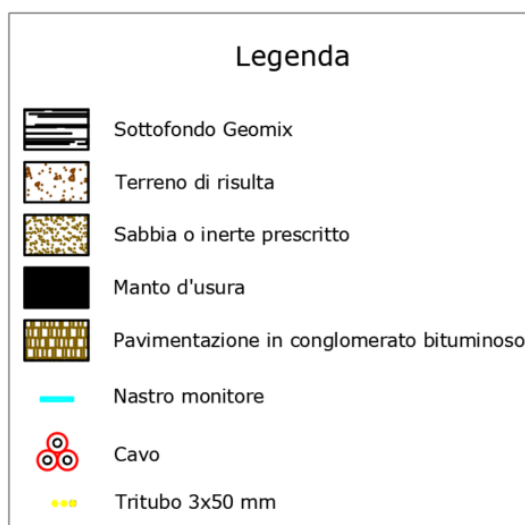 Legenda
Sottofondo Geomix
Terreno di risulta
Sabbia o inerte prescritto
Manto d'usura
Pavimentazione in conglomerato bituminoso
Nastro monitore
Cavo
Tritubo 3x50 mm